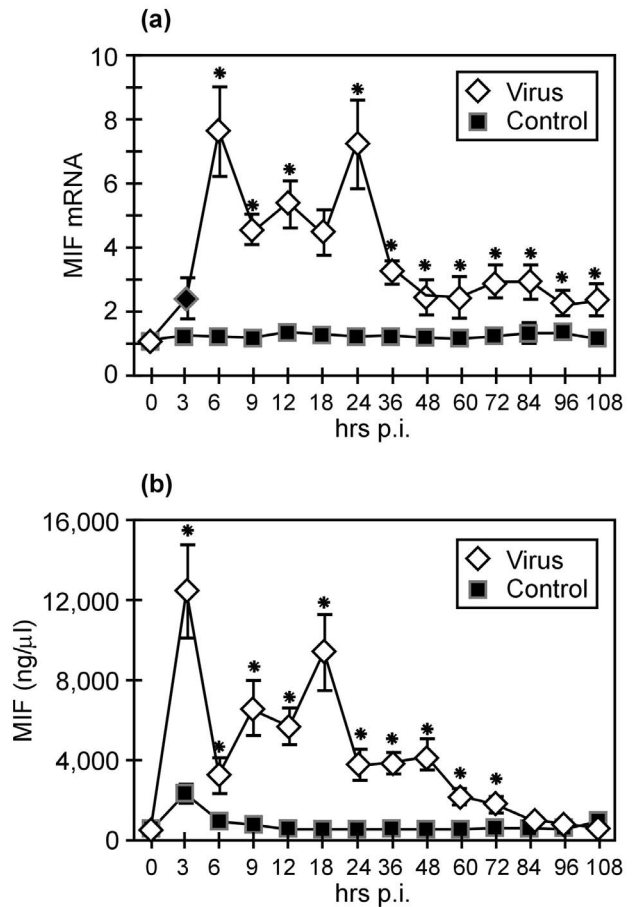 (a)
10
8
6
4
2
0
MIF mRNA
Virus
Control
* * * * * * * * * * *
0 3 6 9 12 18 24 36 48 60 72 84 96 108
hrs p.i.
(b)
16,000
12,000
8,000
4,000
0
MIF (ng/µl)
Virus
Control
* * * * * * * * * *
0 3 6 9 12 18 24 36 48 60 72 84 96 108
hrs p.i.